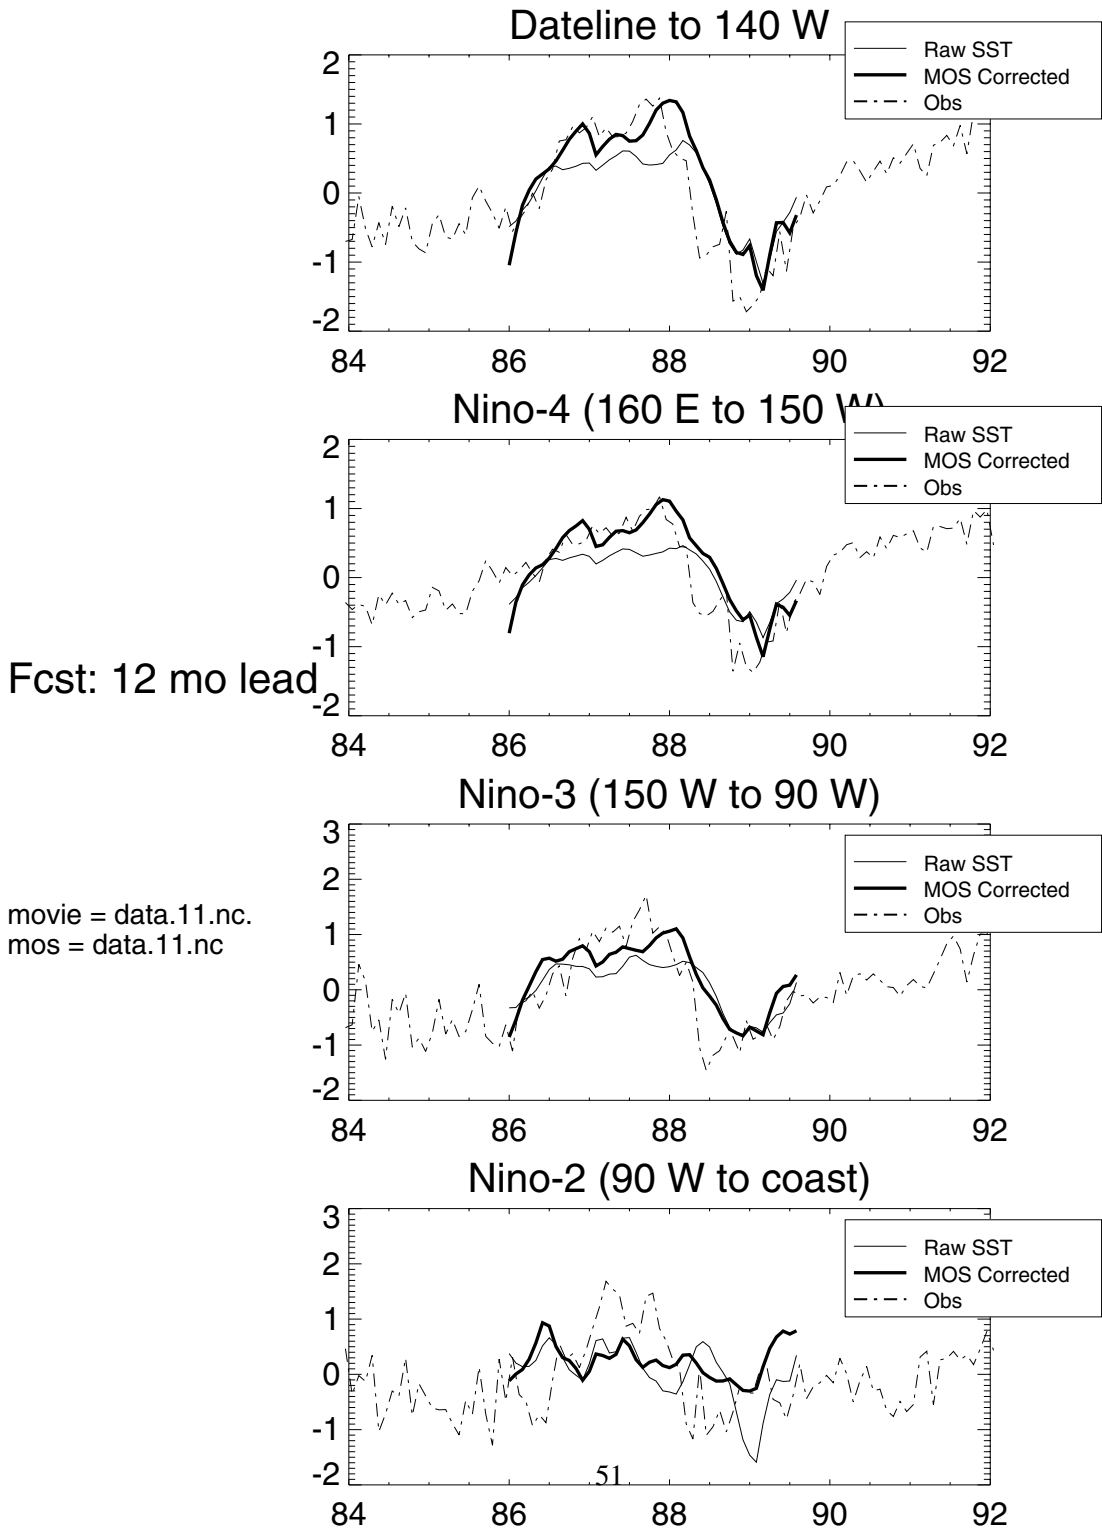 Dateline to 140 W
Raw SST
MOS Corrected
Obs
2
1
0
-1
-2
84 86 88 90 92
Nino-4 (160 E to 150 W)
Raw SST
MOS Corrected
Obs
2
1
0
-1
-2
84 86 88 90 92
Fcst: 12 mo lead
Nino-3 (150 W to 90 W)
Raw SST
MOS Corrected
Obs
3
2
1
0
-1
-2
84 86 88 90 92
movie = data.11.nc.
mos = data.11.nc
Nino-2 (90 W to coast)
Raw SST
MOS Corrected
Obs
3
2
1
0
-1
-2
84 86 88 90 92
51